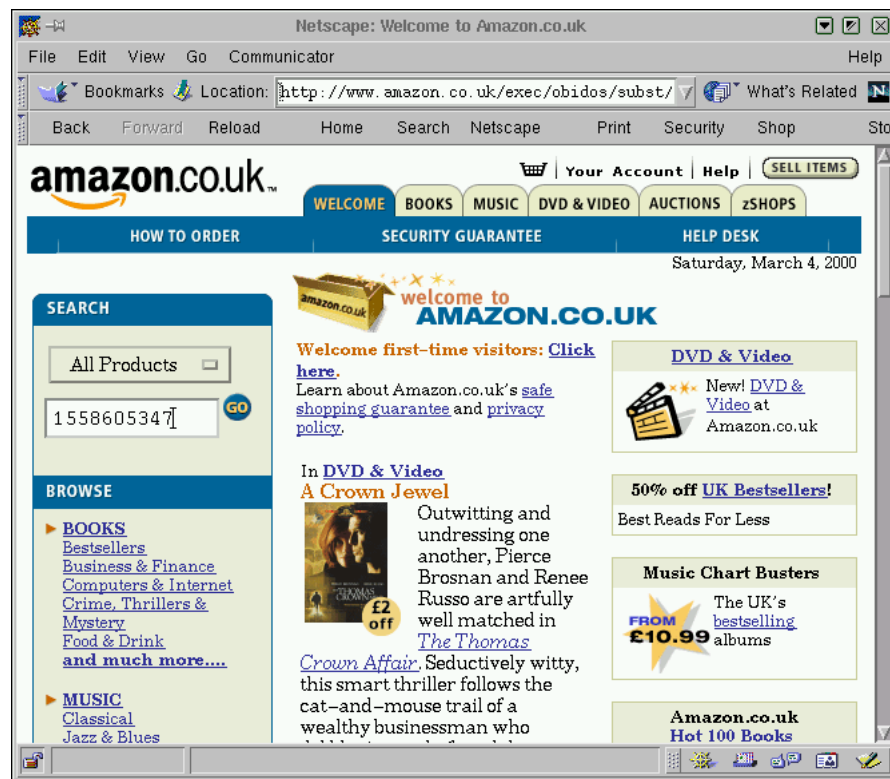 Netscape: Welcome to Amazon.co.uk
File Edit View Go Communicator Help
Bookmarks Location: http://www.amazon.co.uk/exec/obidos/subst/ What's Related N
Back Forward Reload Home Search Netscape Print Security Shop Sto
amazon.co.uk
Your Account | Help | SELL ITEMS
WELCOME BOOKS MUSIC DVD & VIDEO AUCTIONS zSHOPS
HOW TO ORDER SECURITY GUARANTEE HELP DESK
Saturday, March 4, 2000
SEARCH
All Products
1558605347 GO
BROWSE
BOOKS
Bestsellers
Business & Finance
Computers & Internet
Crime, Thrillers &
Mystery
Food & Drink
and much more....
MUSIC
Classical
Jazz & Blues
amazon.co.uk
welcome to
AMAZON.CO.UK
Welcome first-time visitors: Click
here.
Learn about Amazon.co.uk's safe
shopping guarantee and privacy
policy.
In DVD & Video
A Crown Jewel
THOMAS
CROWN
£2
off
Outwitting and
undressing one
another, Pierce
Brosnan and Renee
Russo are artfully
well matched in
The Thomas
Crown Affair. Seductively witty,
this smart thriller follows the
cat-and-mouse trail of a
wealthy businessman who
DVD & Video
New! DVD &
Video at
Amazon.co.uk
50% off UK Bestsellers!
Best Reads For Less
Music Chart Busters
FROM
£10.99
The UK's
bestselling
albums
Amazon.co.uk
Hot 100 Books